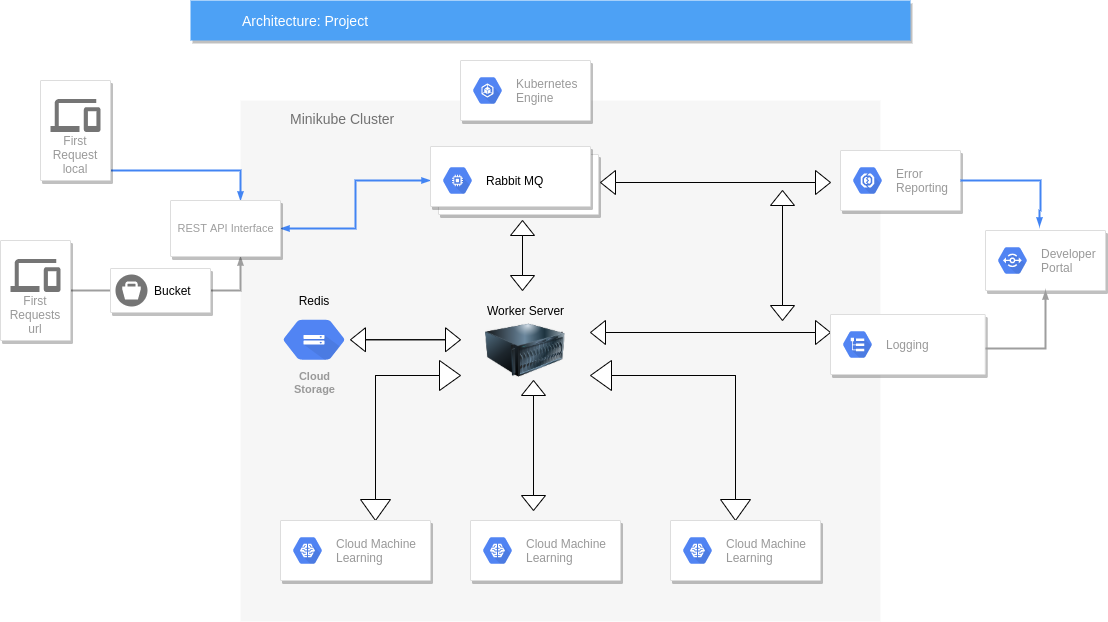 Architecture: Project
Kubernetes
Engine
Minikube Cluster
First
Request
local
Rabbit MQ
Error
Reporting
REST API Interface
Developer
Portal
First
Requests
url
Bucket
Redis
Worker Server
Logging
Cloud
Storage
Cloud Machine
Learning
Cloud Machine
Learning
Cloud Machine
Learning